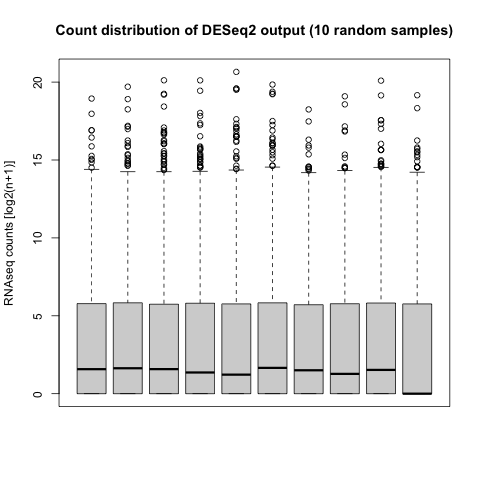 Count distribution of DESeq2 output (10 random samples)
RNAseq counts [log2(n+1)]
20
15
10
5
0